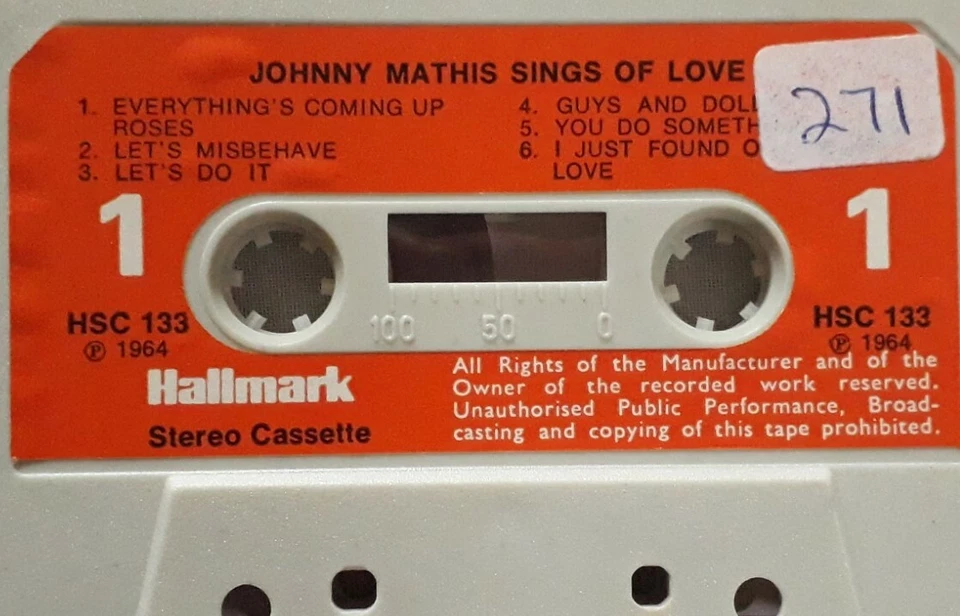 JOHNNY MATHIS SINGS OF LOVE
271
1. EVERYTHING'S COMING UP
ROSES
2. LET'S MISBEHAVE
3. LET'S DO IT
4. GUYS AND
5. YOU DO
6. I JUST FOUND
LOVE
1
1
HSC 133
℗ 1964
HSC 133
℗ 1964
Hallmark
Stereo Cassette
All Rights of the Manufacturer and of the
Owner of the recorded work reserved.
Unauthorised Public Performance, Broad-
casting and copying of this tape prohibited.
100 50 0